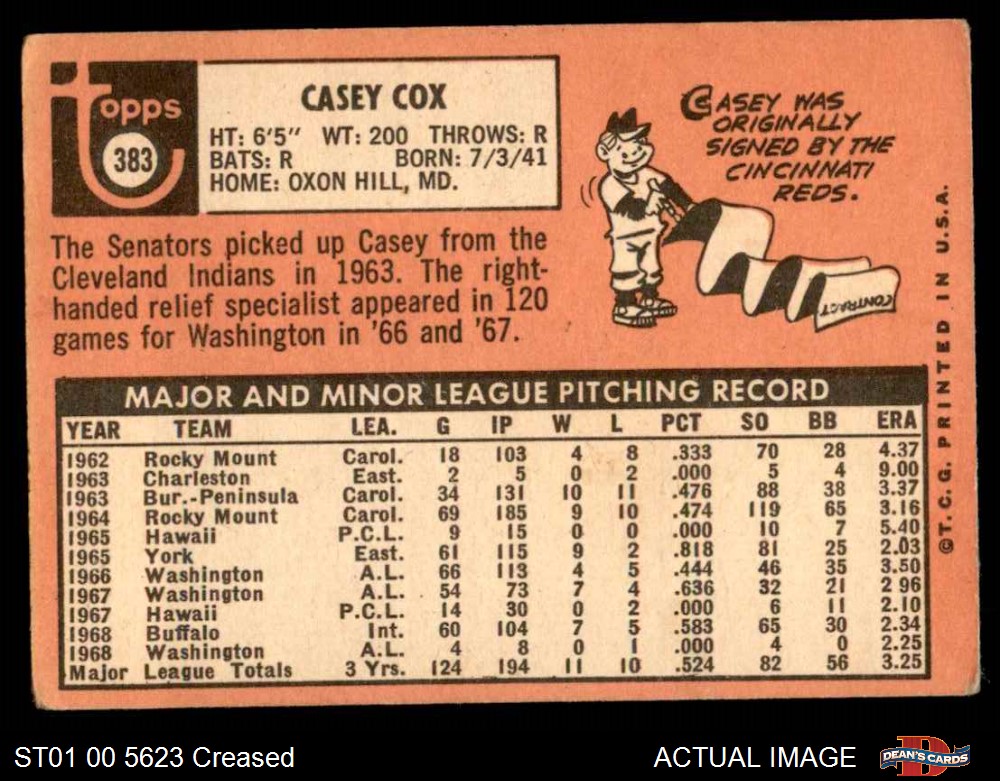 topps
383
CASEY COX
HT: 6'5" WT: 200 THROWS: R
BATS: R BORN: 7/3/41
HOME: OXON HILL, MD.
CASEY WAS
ORIGINALLY
SIGNED BY THE
CINCINNATI
REDS.
CONTRACT
The Senators picked up Casey from the
Cleveland Indians in 1963. The right-
handed relief specialist appeared in 120
games for Washington in '66 and '67.
MAJOR AND MINOR LEAGUE PITCHING RECORD
YEAR TEAM LEA. G IP W L PCT SO BB ERA
1962 Rocky Mount Carol. 18 103 4 8 .333 70 28 4.37
1963 Charleston East. 2 5 0 2 .000 5 4 9.00
1963 Bur.-Peninsula Carol. 34 131 10 11 .476 88 38 3.37
1964 Rocky Mount Carol. 69 185 9 10 .474 119 65 3.16
1965 Hawaii P.C.L. 9 15 0 0 .000 10 7 5.40
1965 York East. 61 115 9 2 .818 81 25 2.03
1966 Washington A.L. 66 113 4 5 .444 46 35 3.50
1967 Washington A.L. 54 73 7 4 .636 32 21 2 96
1967 Hawaii P.C.L. 14 30 0 2 .000 6 11 2.10
1968 Buffalo Int. 60 104 7 5 .583 65 30 2.34
1968 Washington A.L. 4 8 0 1 .000 4 0 2.25
Major League Totals 3 Yrs. 124 194 11 10 .524 82 56 3.25
©T.C.G. PRINTED IN U.S.A.
ST01 00 5623 Creased
ACTUAL IMAGE
D
DEAN'S CARDS